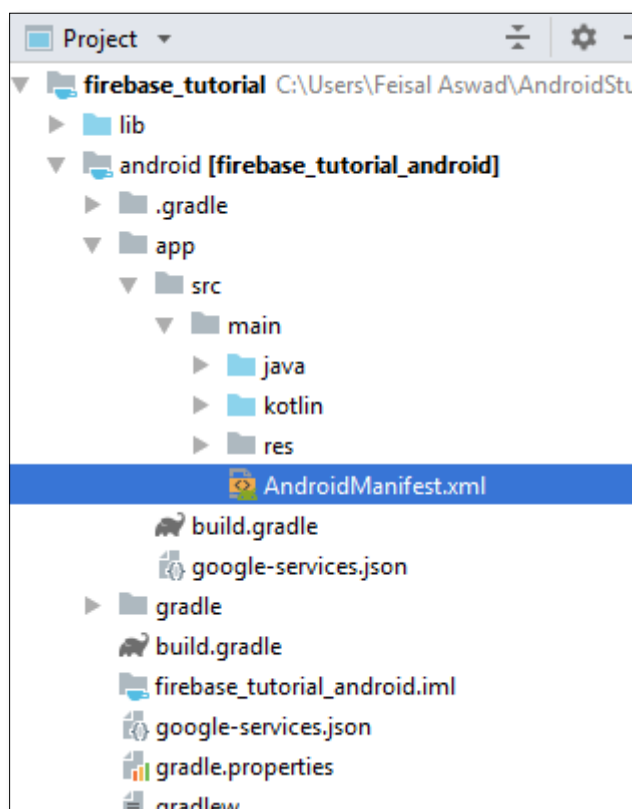 Project
firebase_tutorial C:\Users\Feisal Aswad\AndroidStu
lib
android [firebase_tutorial_android]
.gradle
app
src
main
java
kotlin
res
AndroidManifest.xml
build.gradle
google-services.json
gradle
build.gradle
firebase_tutorial_android.iml
google-services.json
gradle.properties
gradlew